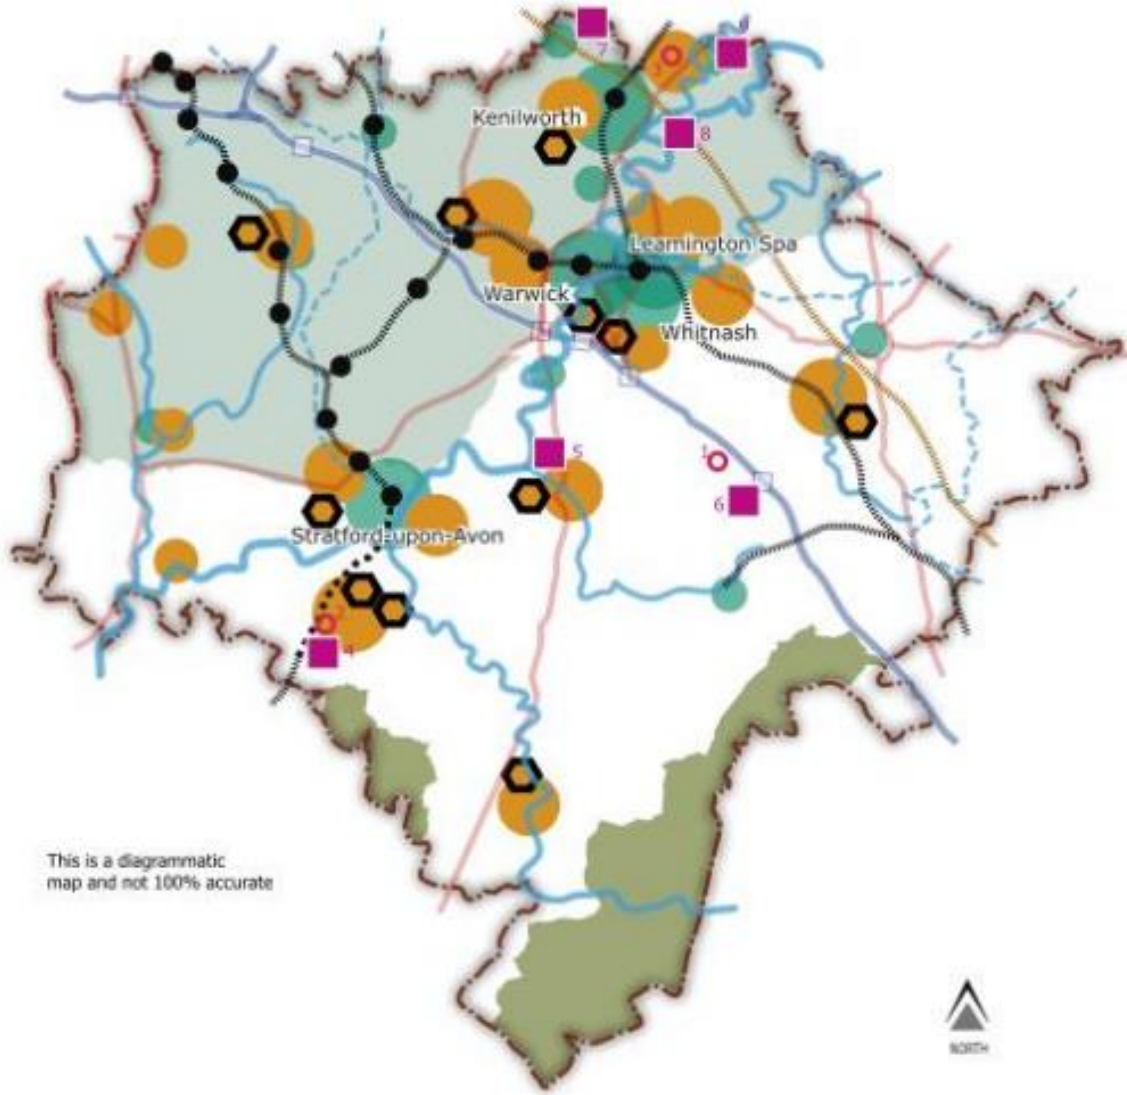 7
Kenilworth
8
Leamington Spa
Warwick
Whitnash
5
1
6
Stratford-upon-Avon
4
This is a diagrammatic
map and not 100% accurate
NORTH